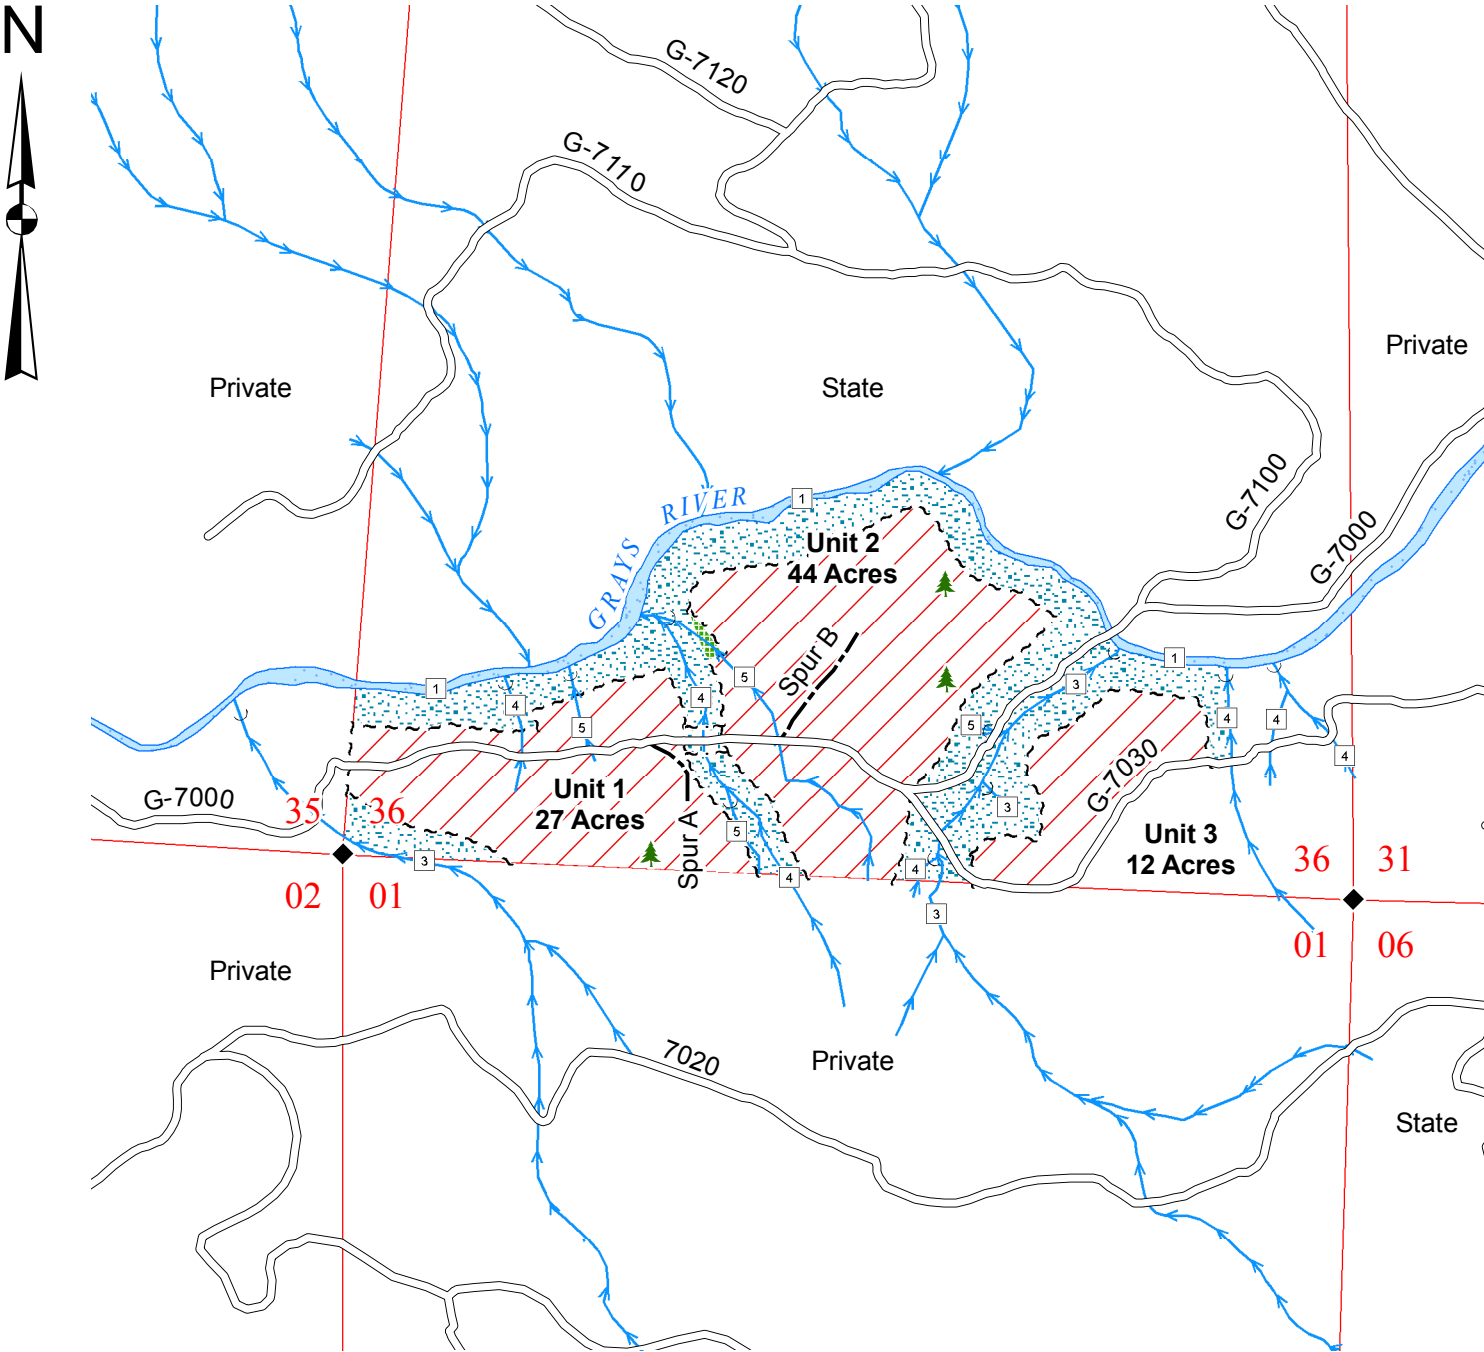 N
G-7120
G-7110
Private
State
Private
G-7100
G-7000
GRAYS RIVER
1
Unit 2
44 Acres
Spur B
5
4
1
4
5
3
1
5
4
4
4
G-7030
3
G-7000
35
36
Unit 1
27 Acres
Spur A
5
3
4
4
3
Unit 3
12 Acres
36
31
02
01
01
06
Private
7020
Private
State